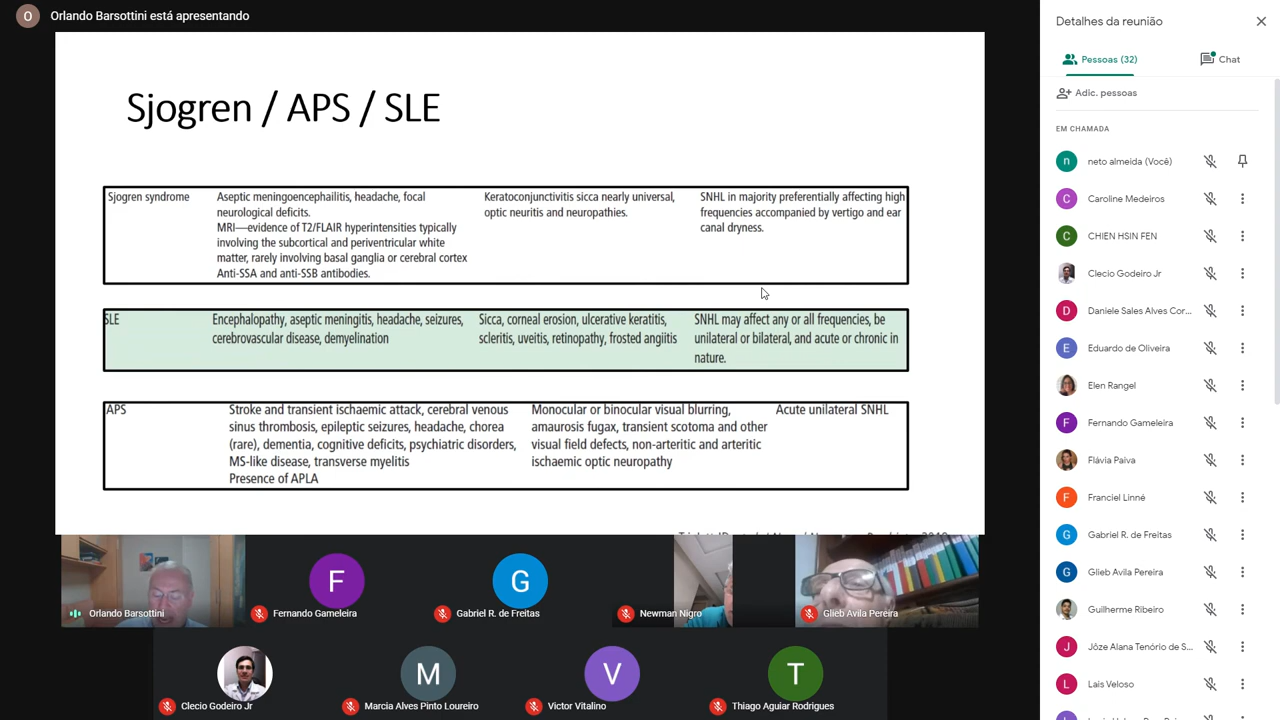 O
Orlando Barsottini está apresentando
Sjogren / APS / SLE
Sjogren syndrome
Aseptic meningoencephailitis, headache, focal
neurological deficits.
MRI—evidence of T2/FLAIR hyperintensities typically
involving the subcortical and periventricular white
matter, rarely involving basal ganglia or cerebral cortex
Anti-SSA and anti-SSB antibodies.
Keratoconjunctivitis sicca nearly universal,
optic neuritis and neuropathies.
SNHL in majority preferentially affecting high
frequencies accompanied by vertigo and ear
canal dryness.
SLE
Encephalopathy, aseptic meningitis, headache, seizures,
cerebrovascular disease, demyelination
Sicca, corneal erosion, ulcerative keratitis,
scleritis, uveitis, retinopathy, frosted angiitis
SNHL may affect any or all frequencies, be
unilateral or bilateral, and acute or chronic in
nature.
APS
Stroke and transient ischaemic attack, cerebral venous
sinus thrombosis, epileptic seizures, headache, chorea
(rare), dementia, cognitive deficits, psychiatric disorders,
MS-like disease, transverse myelitis
Presence of APLA
Monocular or binocular visual blurring,
amaurosis fugax, transient scotoma and other
visual field defects, non-arteritic and arteritic
ischaemic optic neuropathy
Acute unilateral SNHL
Orlando Barsottini
F
Fernando Gameleira
G
Gabriel R. de Freitas
Newman Nigro
Glieb Avila Pereira
Clecio Godeiro Jr
M
Marcia Alves Pinto Loureiro
V
Victor Vitalino
T
Thiago Aguiar Rodrigues
Detalhes da reunião
Pessoas (32)
Chat
Adic. pessoas
EM CHAMADA
n
neto almeida (Você)
C
Caroline Medeiros
C
CHIEN HSIN FEN
Clecio Godeiro Jr
D
Daniele Sales Alves Cor...
E
Eduardo de Oliveira
Elen Rangel
F
Fernando Gameleira
Flávia Paiva
F
Franciel Linné
G
Gabriel R. de Freitas
G
Glieb Avila Pereira
Guilherme Ribeiro
J
Jôze Alana Tenório de S...
L
Laís Veloso